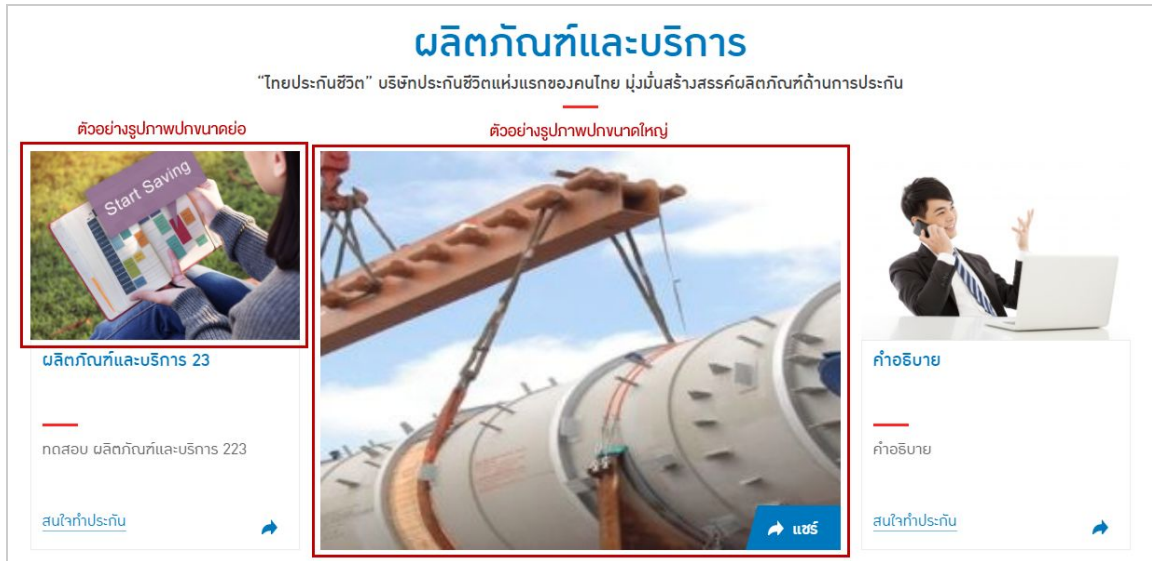 ผลิตภัณฑ์และบริการ
“ไทยประกันชีวิต” บริษัทประกันชีวิตแห่งแรกของคนไทย มุ่งมั่นสร้างสรรค์ผลิตภัณฑ์ด้านการประกัน
ตัวอย่างรูปภาพปกขนาดย่อ
ตัวอย่างรูปภาพปกขนาดใหญ่
Start Saving
ผลิตภัณฑ์และบริการ 23
ทดสอบ ผลิตภัณฑ์และบริการ 223
สนใจทำประกัน
แชร์
คำอธิบาย
คำอธิบาย
สนใจทำประกัน